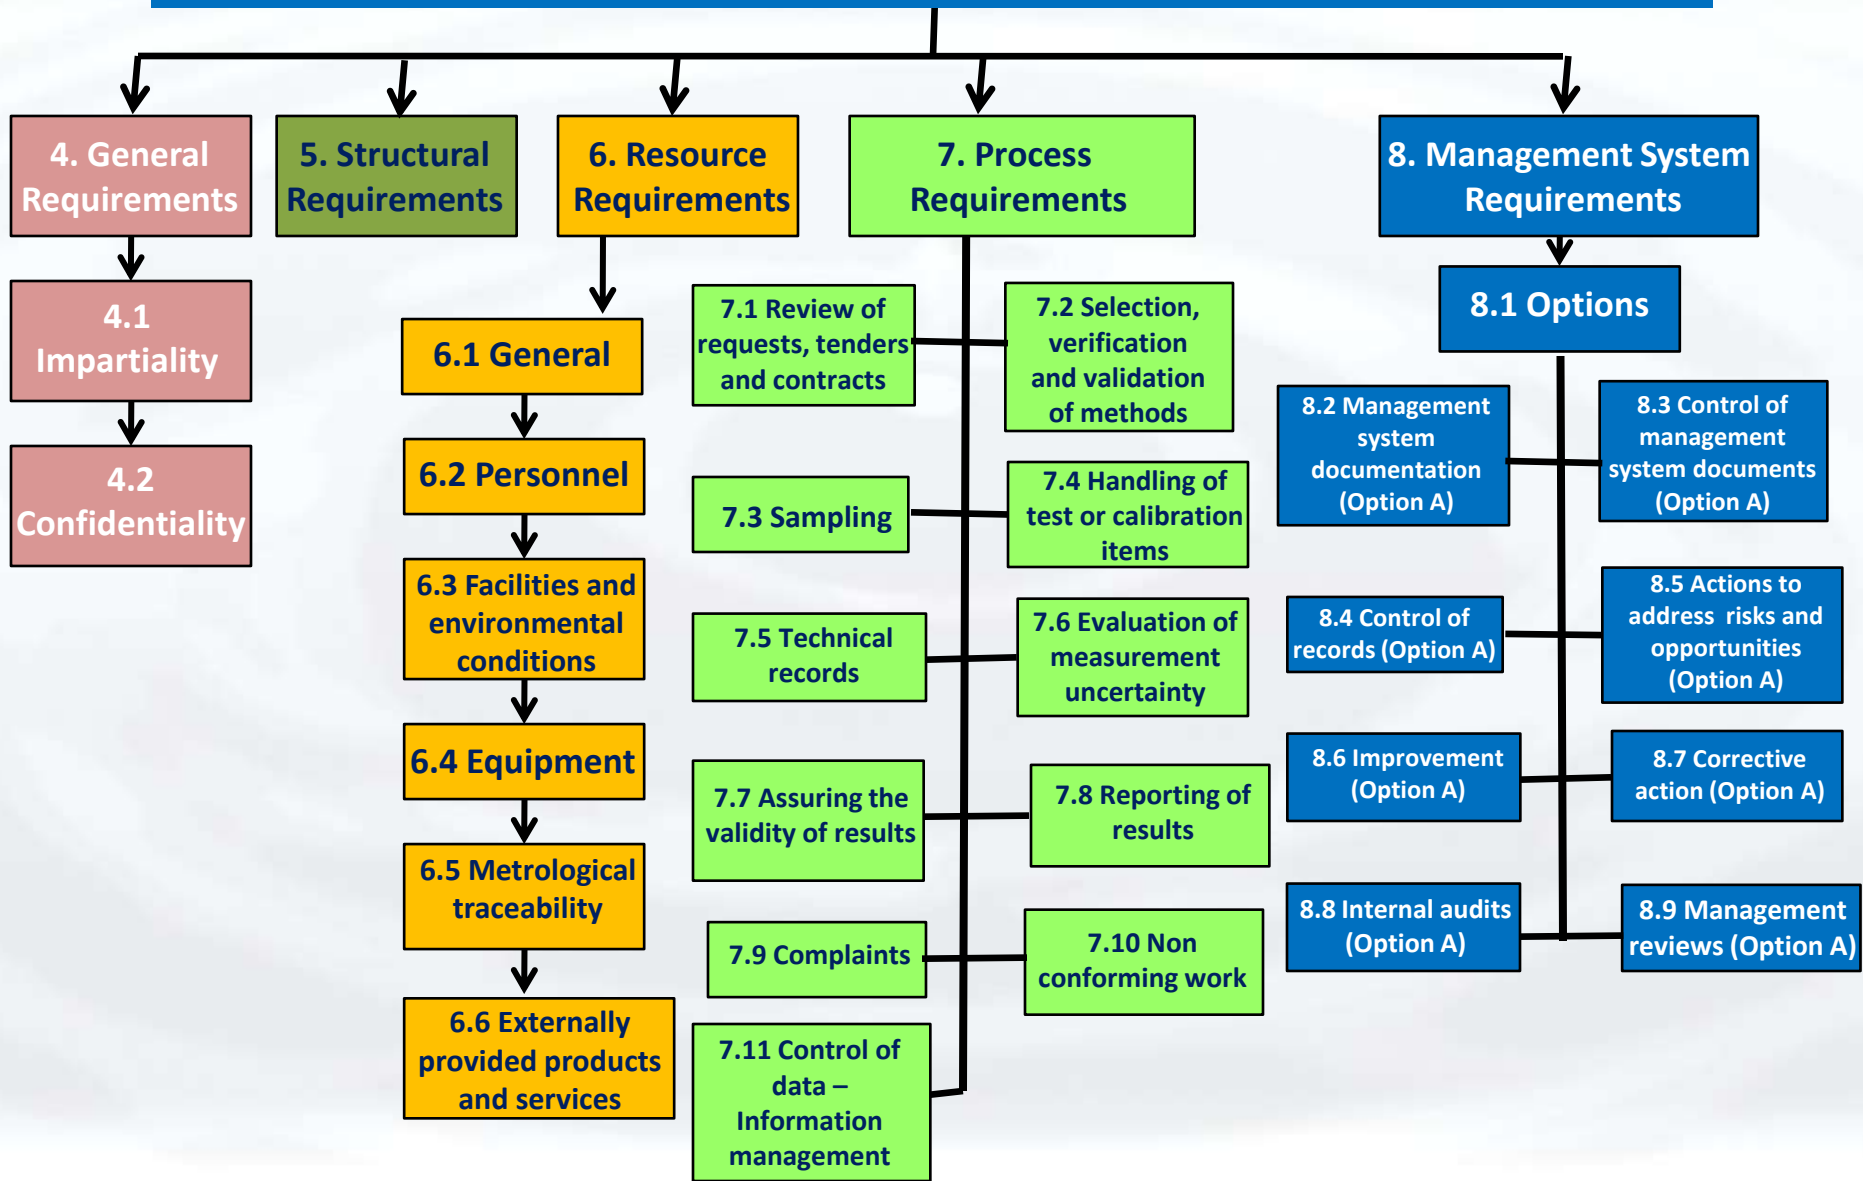 4. General
Requirements
5. Structural
Requirements
6. Resource
Requirements
7. Process
Requirements
8. Management System
Requirements
4.1
Impartiality
4.2
Confidentiality
6.1 General
6.2 Personnel
6.3 Facilities and
environmental
conditions
6.4 Equipment
6.5 Metrological
traceability
6.6 Externally
provided products
and services
7.1 Review of
requests, tenders
and contracts
7.2 Selection,
verification
and validation
of methods
7.3 Sampling
7.4 Handling of
test or calibration
items
7.5 Technical
records
7.6 Evaluation of
measurement
uncertainty
7.7 Assuring the
validity of results
7.8 Reporting of
results
7.9 Complaints
7.10 Non
conforming work
7.11 Control of
data –
Information
management
8.1 Options
8.2 Management
system
documentation
(Option A)
8.3 Control of
management
system documents
(Option A)
8.4 Control of
records (Option A)
8.5 Actions to
address  risks and
opportunities
(Option A)
8.6 Improvement
(Option A)
8.7 Corrective
action (Option A)
8.8 Internal audits
(Option A)
8.9 Management
reviews (Option A)